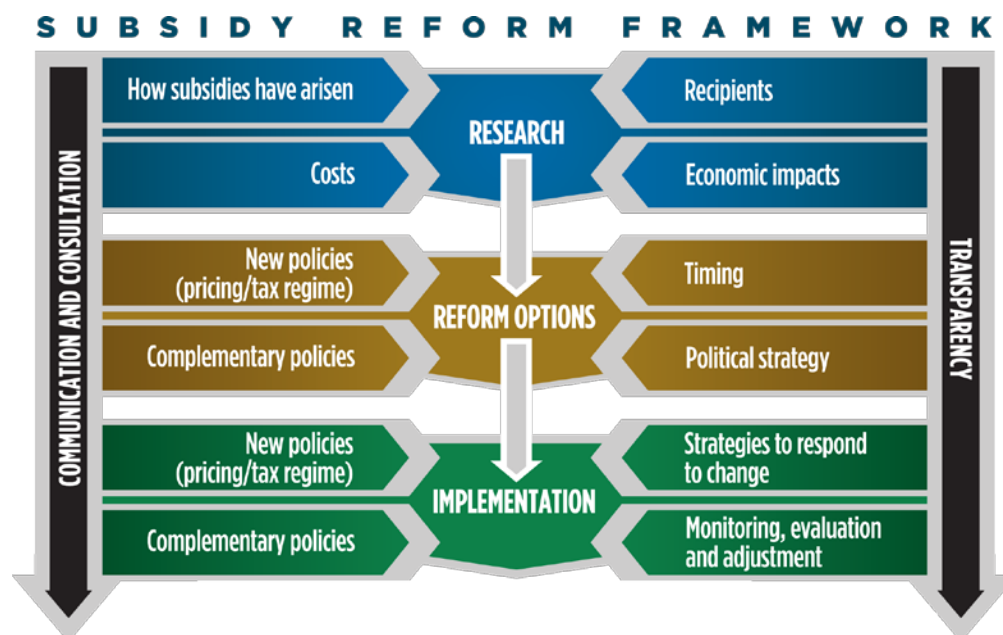 SUBSIDY REFORM FRAMEWORK
COMMUNICATION AND CONSULTATION
How subsidies have arisen
Costs
RESEARCH
Recipients
Economic impacts
New policies
(pricing/tax regime)
Complementary policies
REFORM OPTIONS
Timing
Political strategy
New policies
(pricing/tax regime)
Complementary policies
IMPLEMENTATION
Strategies to respond
to change
Monitoring, evaluation
and adjustment
TRANSPARENCY